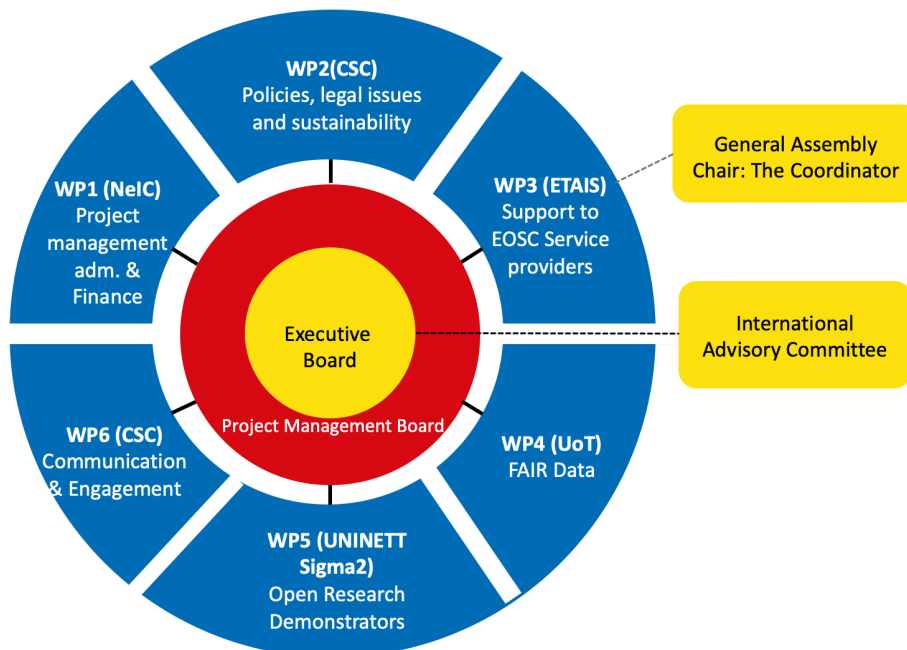 WP2(CSC)
Policies, legal issues
and sustainability
WP1 (NeIC)
Project
management
adm. &
Finance
WP3 (ETAIS)
Support to
EOSC Service
providers
General Assembly
Chair: The Coordinator
Executive
Board
International
Advisory Committee
Project Management Board
WP6 (CSC)
Communication
& Engagement
WP4 (UoT)
FAIR Data
WP5 (UNINETT
Sigma2)
Open Research
Demonstrators